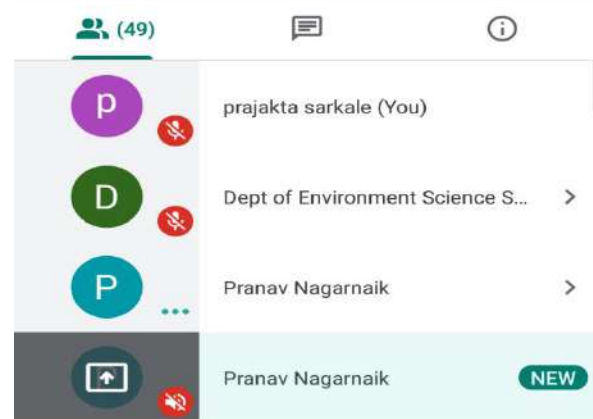 (49)
p prajakta sarkale (You)
D Dept of Environment Science S...
P Pranav Nagarnaik
Pranav Nagarnaik NEW